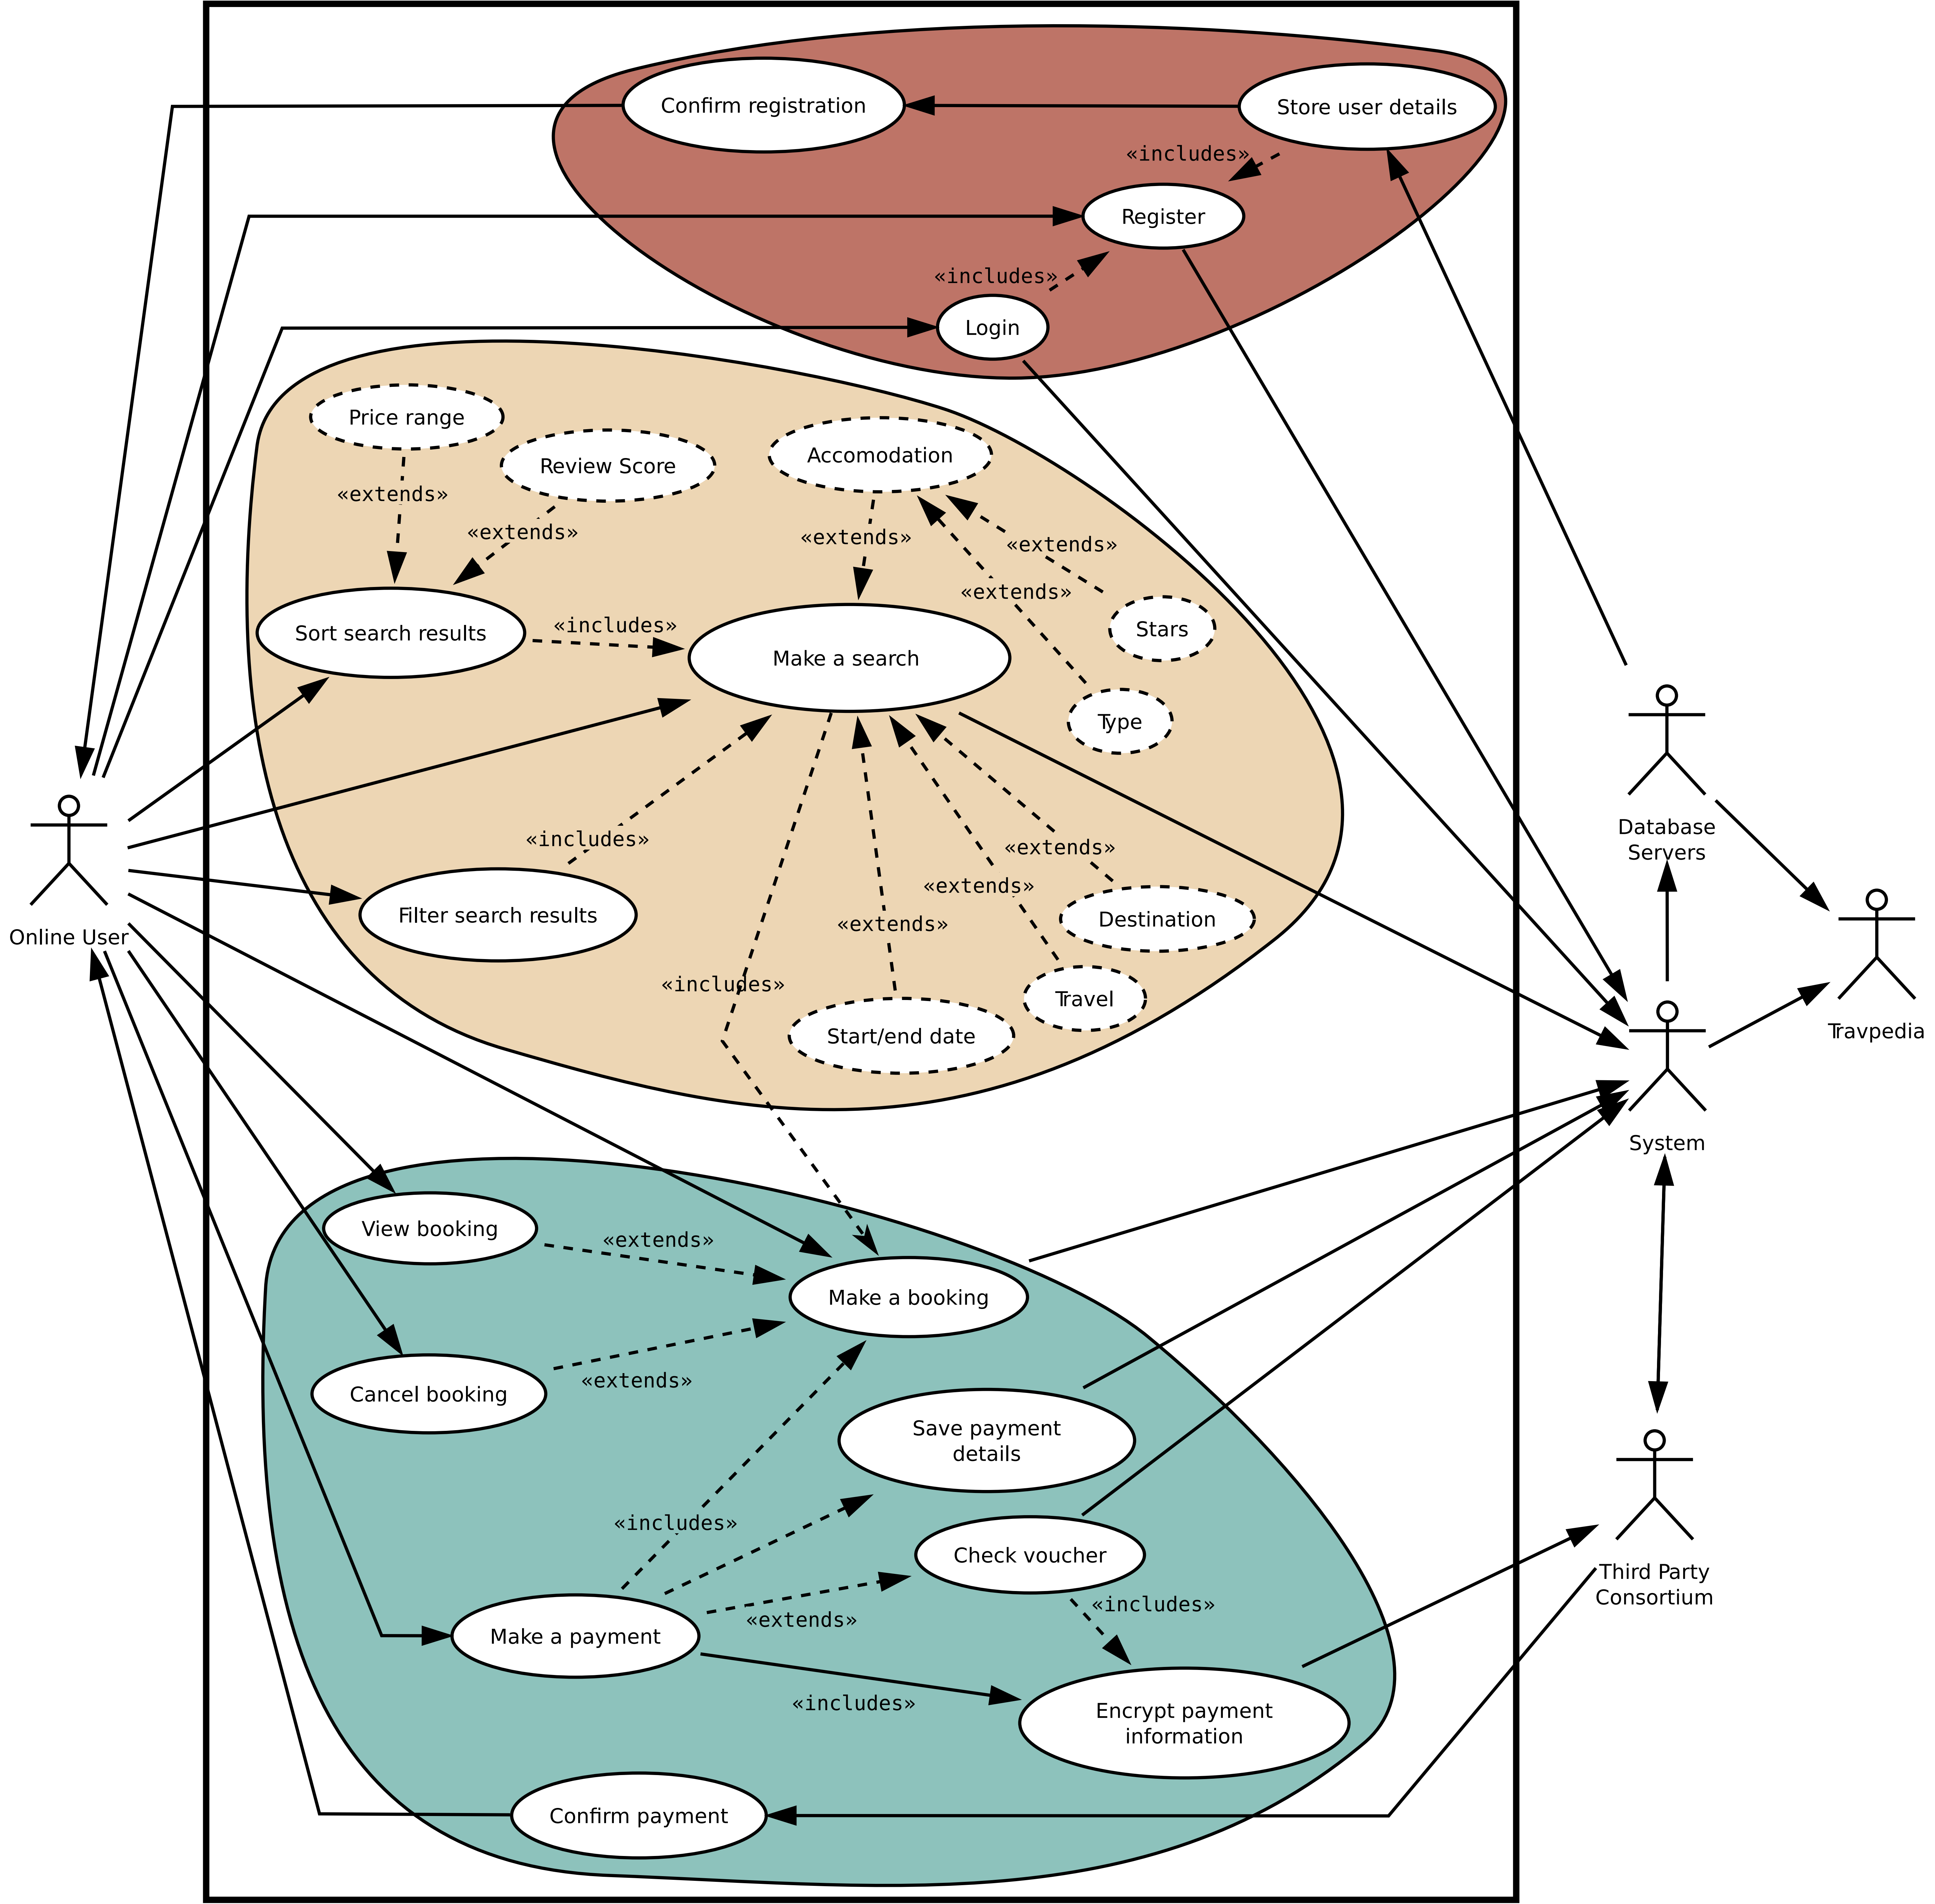 Confirm registration
Store user details
«includes»
Register
«includes»
Login
Price range
Review Score
Accomodation
«extends»
«extends»
«extends»
«extends»
«extends»
Stars
Sort search results
«includes»
Make a search
Type
«includes»
«extends»
«extends»
«extends»
Filter search results
Destination
«includes»
Travel
Start/end date
Online User
Database
Servers
Travpedia
System
View booking
«extends»
Make a booking
Cancel booking
«extends»
Save payment
details
«includes»
Check voucher
«includes»
«extends»
Make a payment
«includes»
Encrypt payment
information
Third Party
Consortium
Confirm payment